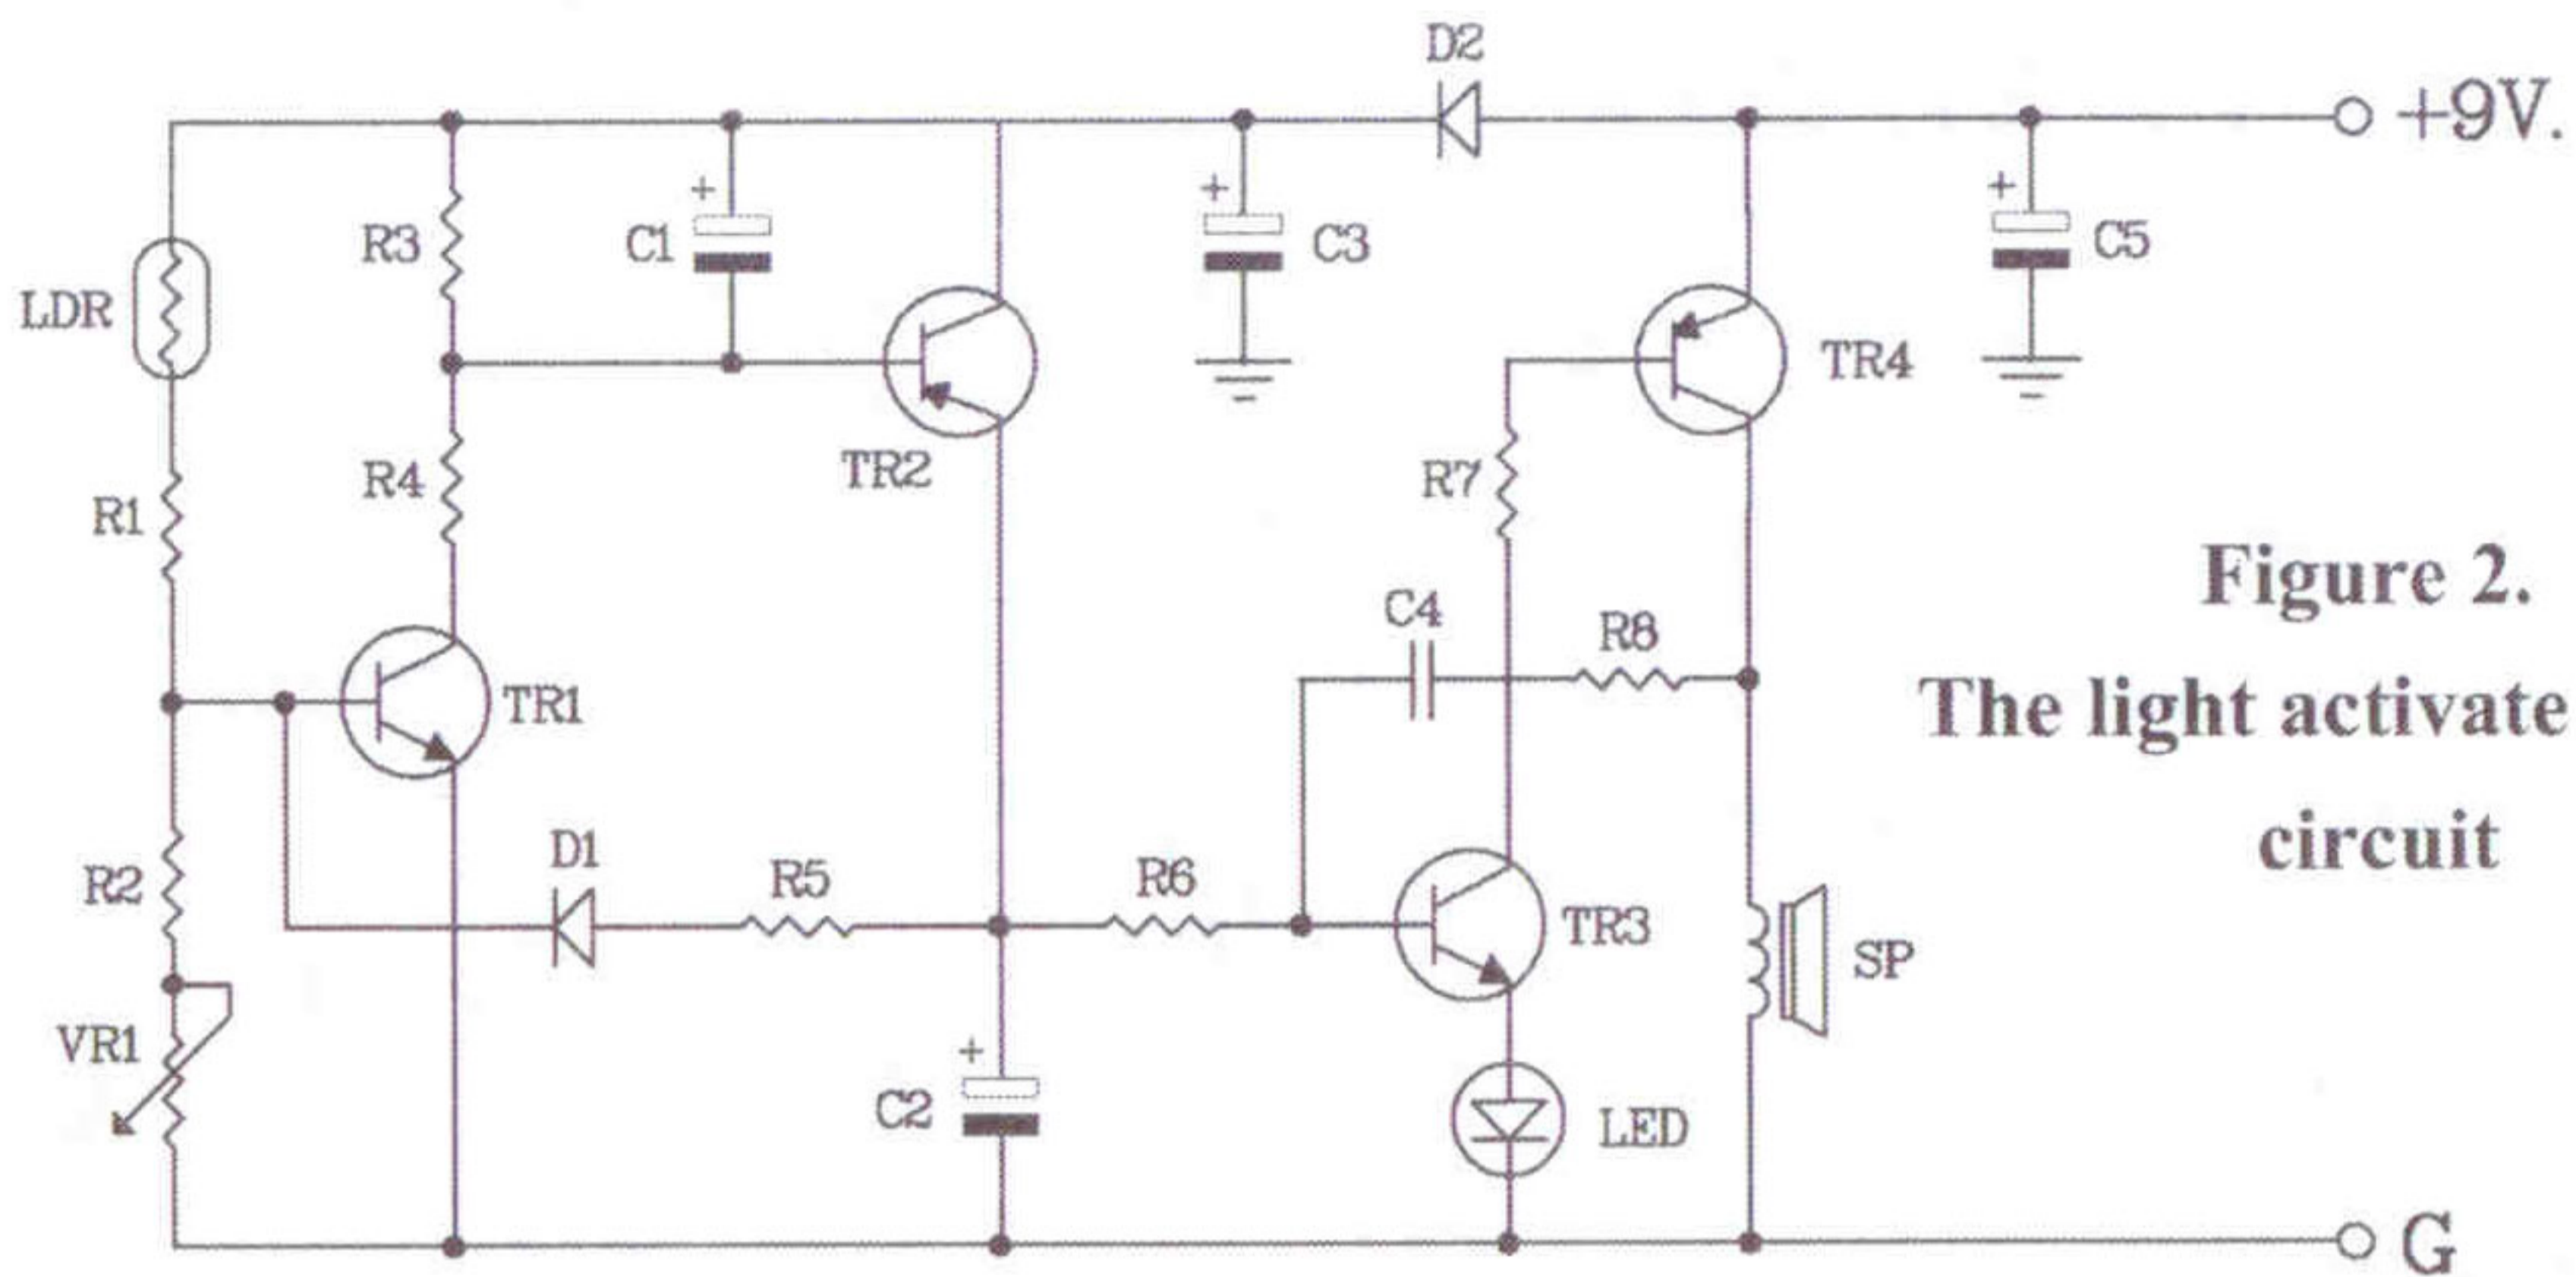 D2
+9V.
+
+
+
R3
C1
C3
C5
LDR
TR4
TR2
R4
R7
R1
Figure 2.
C4
R8
The light activate
TR1
circuit
D1
R5
R6
R2
TR3
SP
VR1
+
C2
LED
G